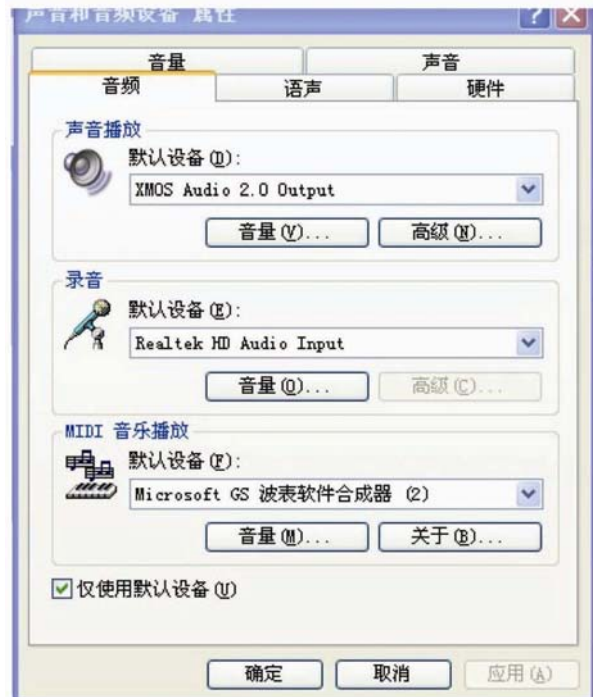 声音和音频设备 属性
音量 声音
音频 语声 硬件
声音播放
默认设备(D):
XMOS Audio 2.0 Output
音量(V)... 高级(N)...
录音
默认设备(E):
Realtek HD Audio Input
音量(O)... 高级(C)...
MIDI 音乐播放
默认设备(F):
Microsoft GS 波表软件合成器 (2)
音量(M)... 关于(B)...
仅使用默认设备(U)
确定 取消 应用(A)